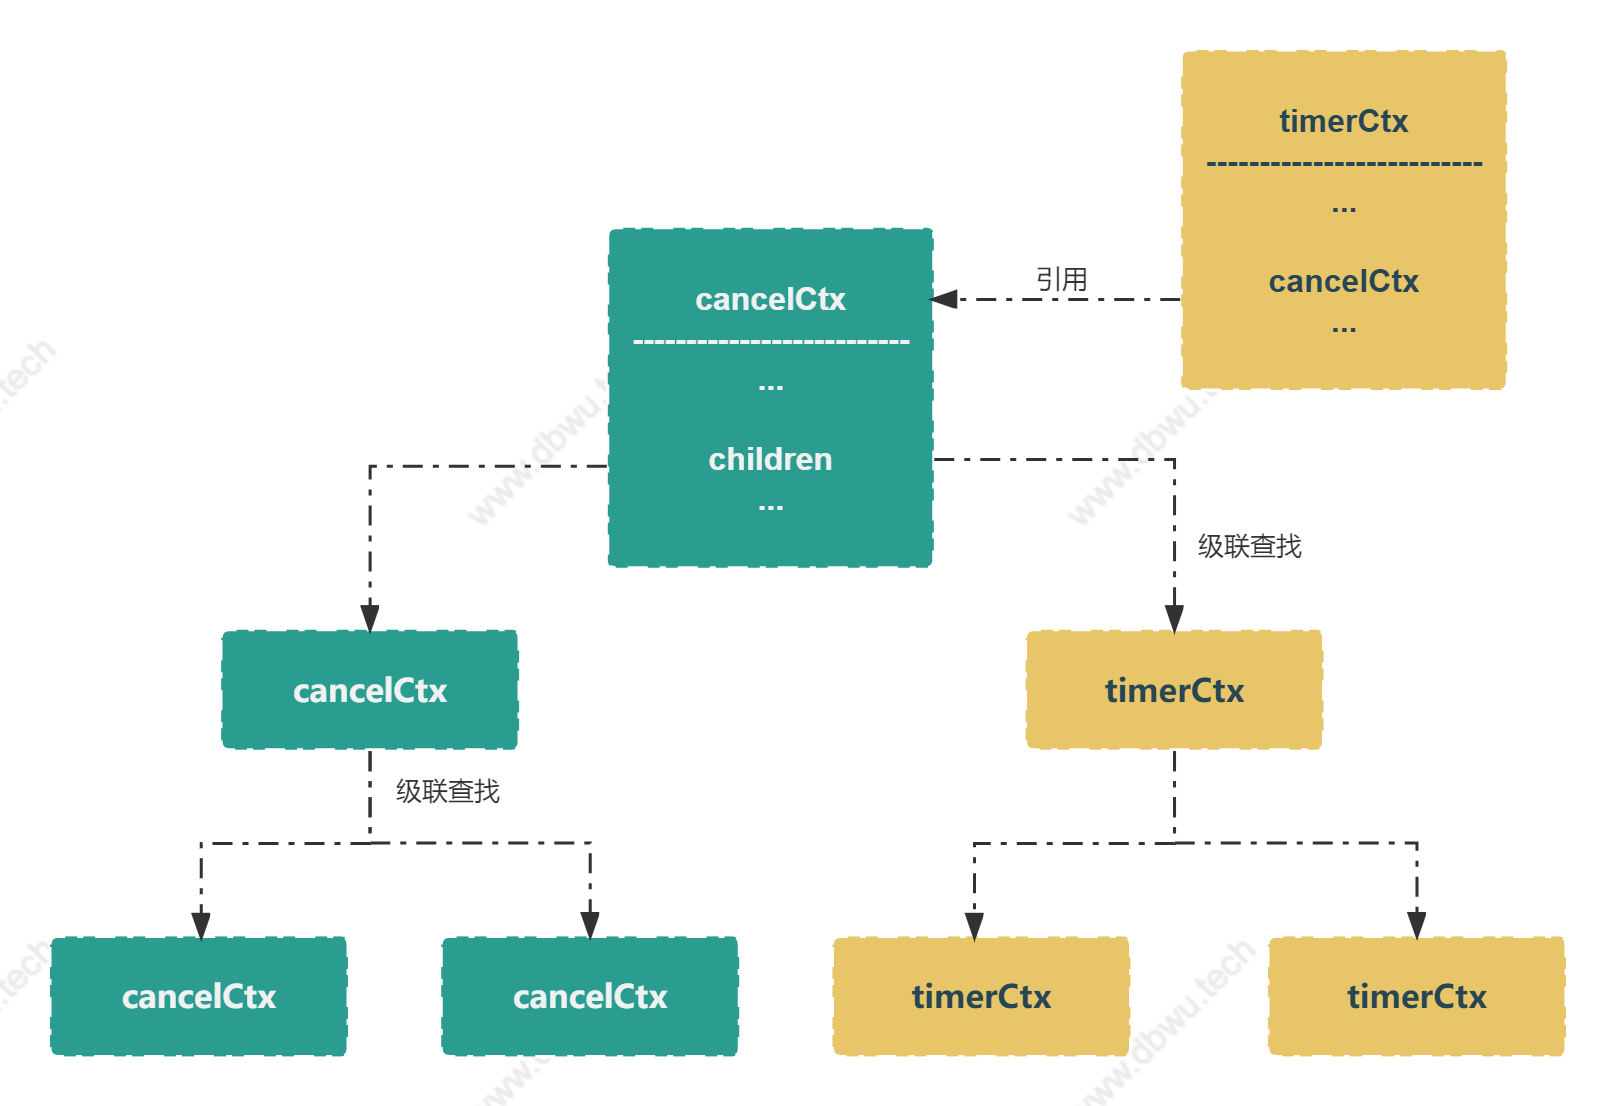 timerCtx
--------------------------
...
cancelCtx
...
引用
cancelCtx
--------------------------
...
children
...
级联查找
cancelCtx
timerCtx
级联查找
cancelCtx
cancelCtx
timerCtx
timerCtx
www.dbwu.tech